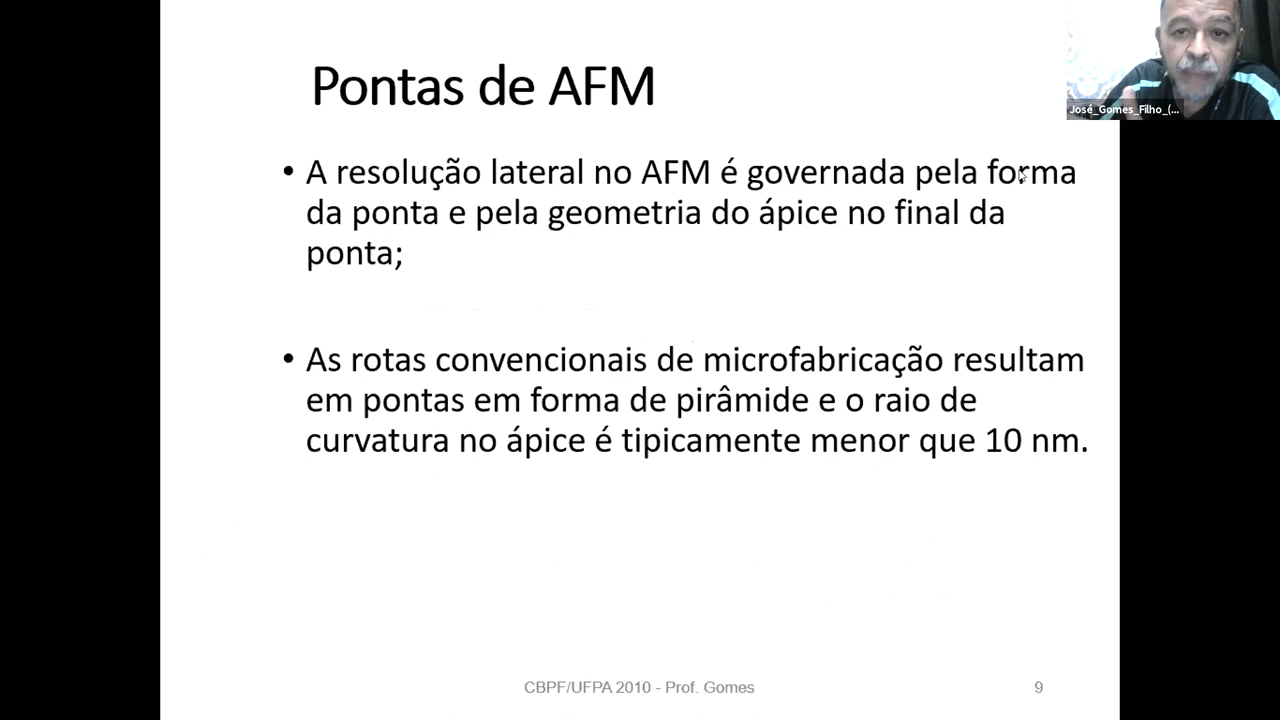 Pontas de AFM
José_Gomes_Filho_(...
• A resolução lateral no AFM é governada pela forma
da ponta e pela geometria do ápice no final da
ponta;
• As rotas convencionais de microfabricação resultam
em pontas em forma de pirâmide e o raio de
curvatura no ápice é tipicamente menor que 10 nm.
CBPF/UFPA 2010 - Prof. Gomes
9